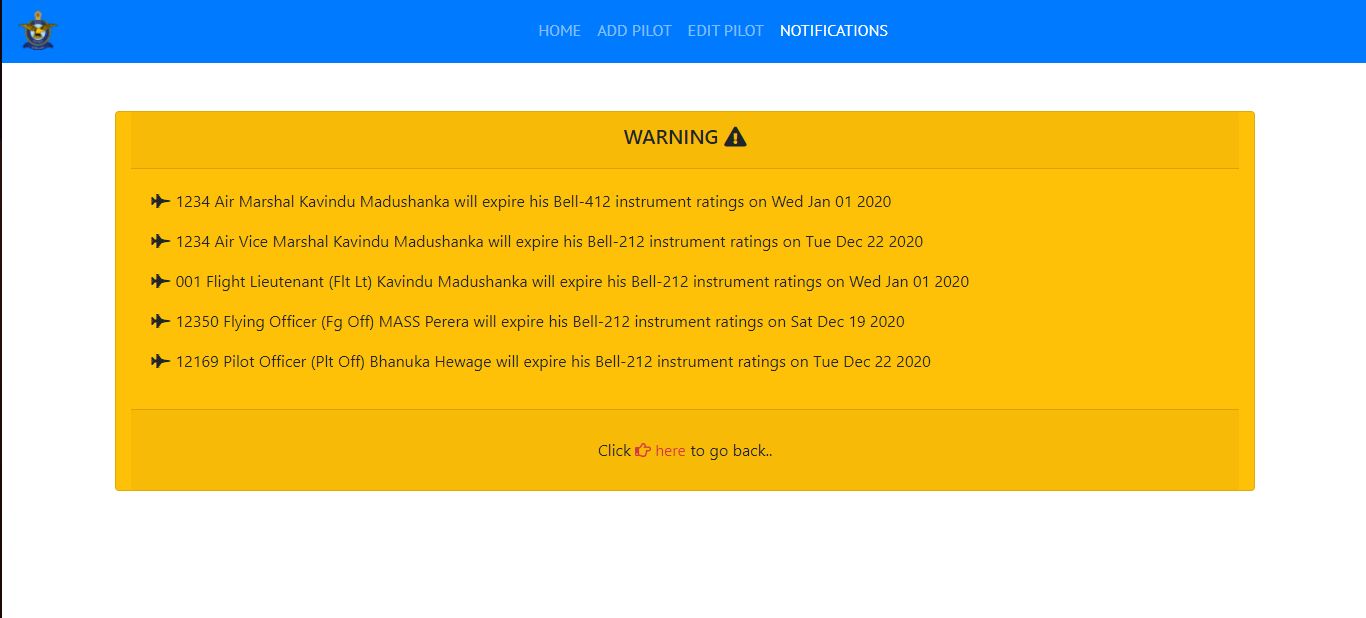 HOME ADD PILOT EDIT PILOT NOTIFICATIONS
WARNING
1234 Air Marshal Kavindu Madushanka will expire his Bell-412 instrument ratings on Wed Jan 01 2020
1234 Air Vice Marshal Kavindu Madushanka will expire his Bell-212 instrument ratings on Tue Dec 22 2020
001 Flight Lieutenant (Flt Lt) Kavindu Madushanka will expire his Bell-212 instrument ratings on Wed Jan 01 2020
12350 Flying Officer (Fg Off) MASS Perera will expire his Bell-212 instrument ratings on Sat Dec 19 2020
12169 Pilot Officer (Plt Off) Bhanuka Hewage will expire his Bell-212 instrument ratings on Tue Dec 22 2020
Click here to go back..